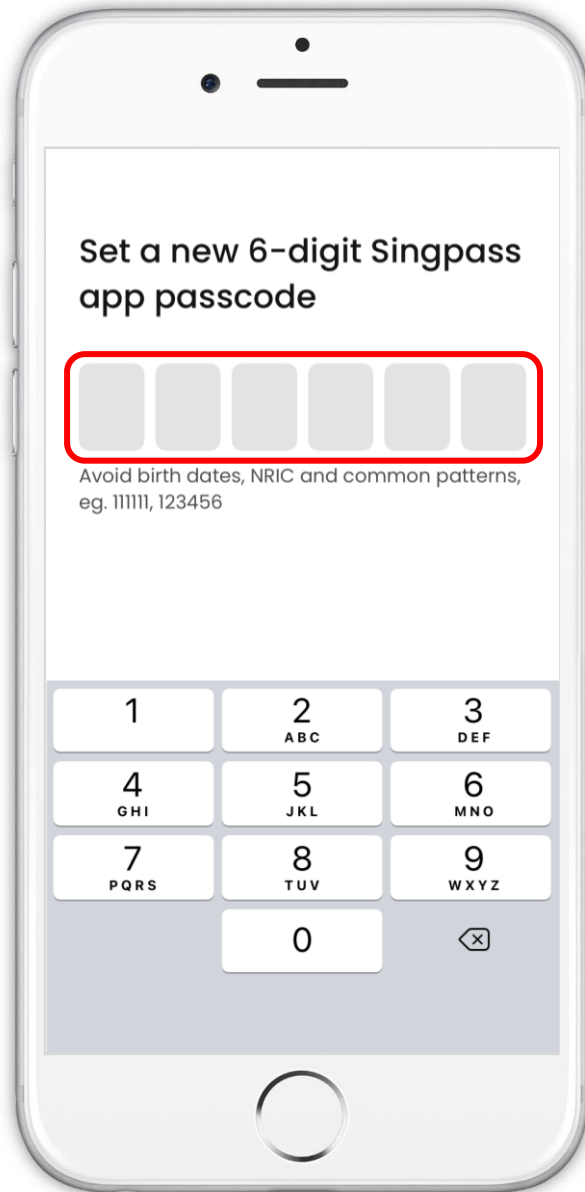 Set a new 6-digit Singpass
app passcode
Avoid birth dates, NRIC and common patterns,
eg. 111111, 123456
1 2 3
ABC DEF
4 5 6
GHI JKL MNO
7 8 9
PQRS TUV WXYZ
0